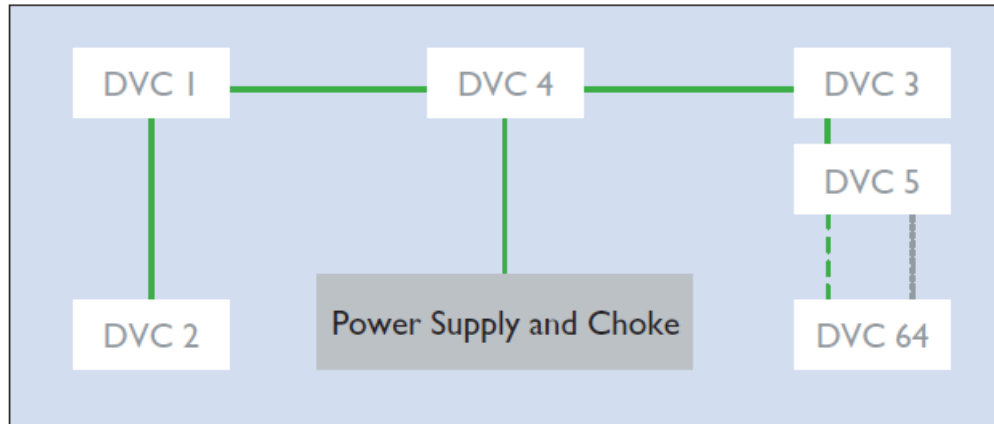 DVC 1
DVC 4
DVC 3
DVC 5
DVC 2
Power Supply and Choke
DVC 64